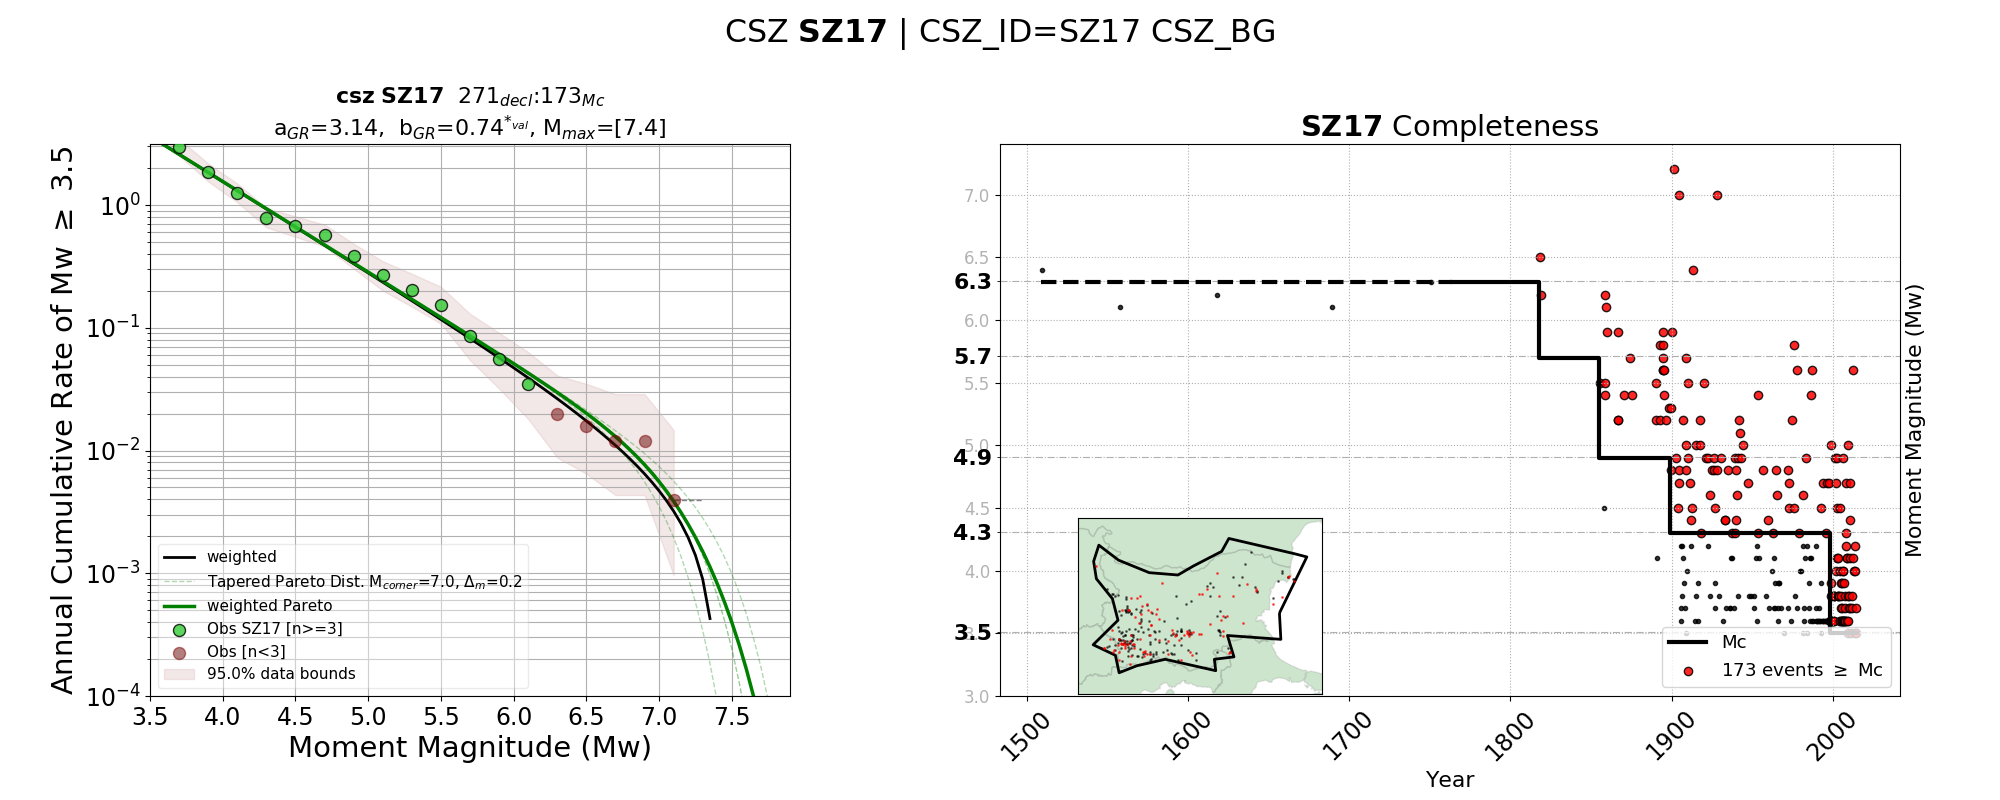 CSZ SZ17 | CSZ_ID=SZ17 CSZ_BG
csz SZ17 271decl:173Mc
aGR=3.14, bGR=0.74*val, Mmax=[7.4]
Annual Cumulative Rate of Mw ≥ 3.5
10^0
10^-1
10^-2
10^-3
10^-4
weighted
Tapered Pareto Dist. Mcorner=7.0, Δm=0.2
weighted Pareto
Obs SZ17 [n>=3]
Obs [n<3]
95.0% data bounds
3.5 4.0 4.5 5.0 5.5 6.0 6.5 7.0 7.5
Moment Magnitude (Mw)
SZ17 Completeness
7.0
6.5
6.3
6.0
5.7
5.5
5.0
4.9
4.5
4.3
4.0
3.5
3.0
Moment Magnitude (Mw)
Mc
173 events ≥ Mc
1500 1600 1700 1800 1900 2000
Year